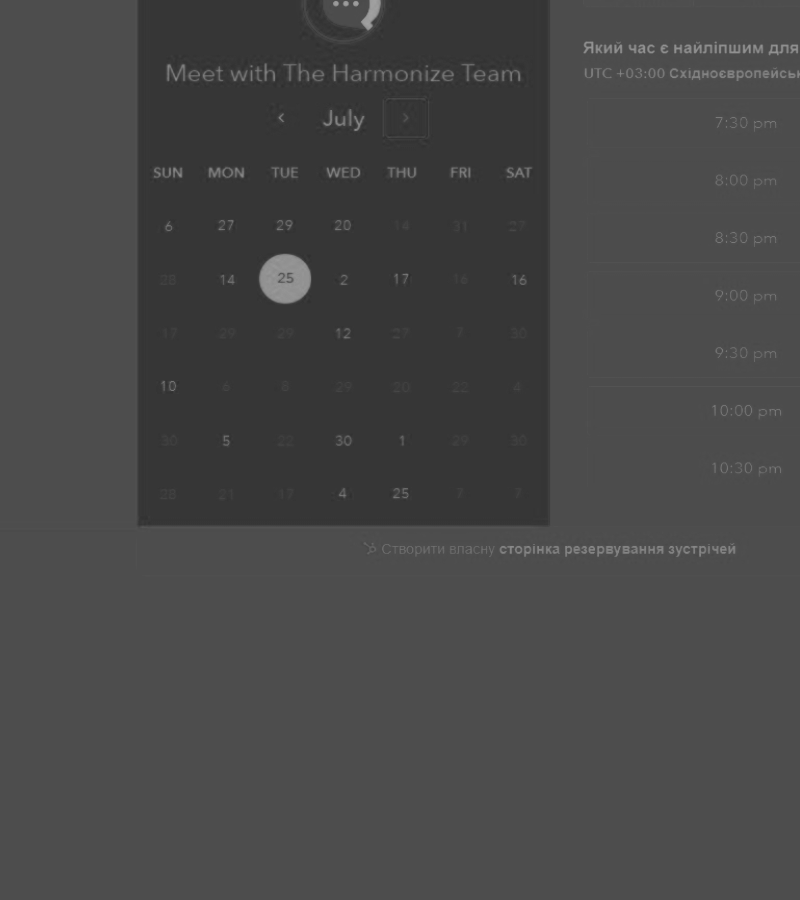 Meet with The Harmonize Team
July
SUN MON TUE WED THU FRI SAT
6 27 29 20 14 31 27
28 14 25 2 17 18 16
17 29 29 12 27 7 30
10 6 8 29 20 22 6
30 5 22 30 1 29 30
28 21 17 4 25 7 7
Який час є найліпшим для
UTC +03:00
7:30 pm
8:00 pm
8:30 pm
9:00 pm
9:30 pm
10:00 pm
10:30 pm
Створити власну сторінка резервування зустрічей